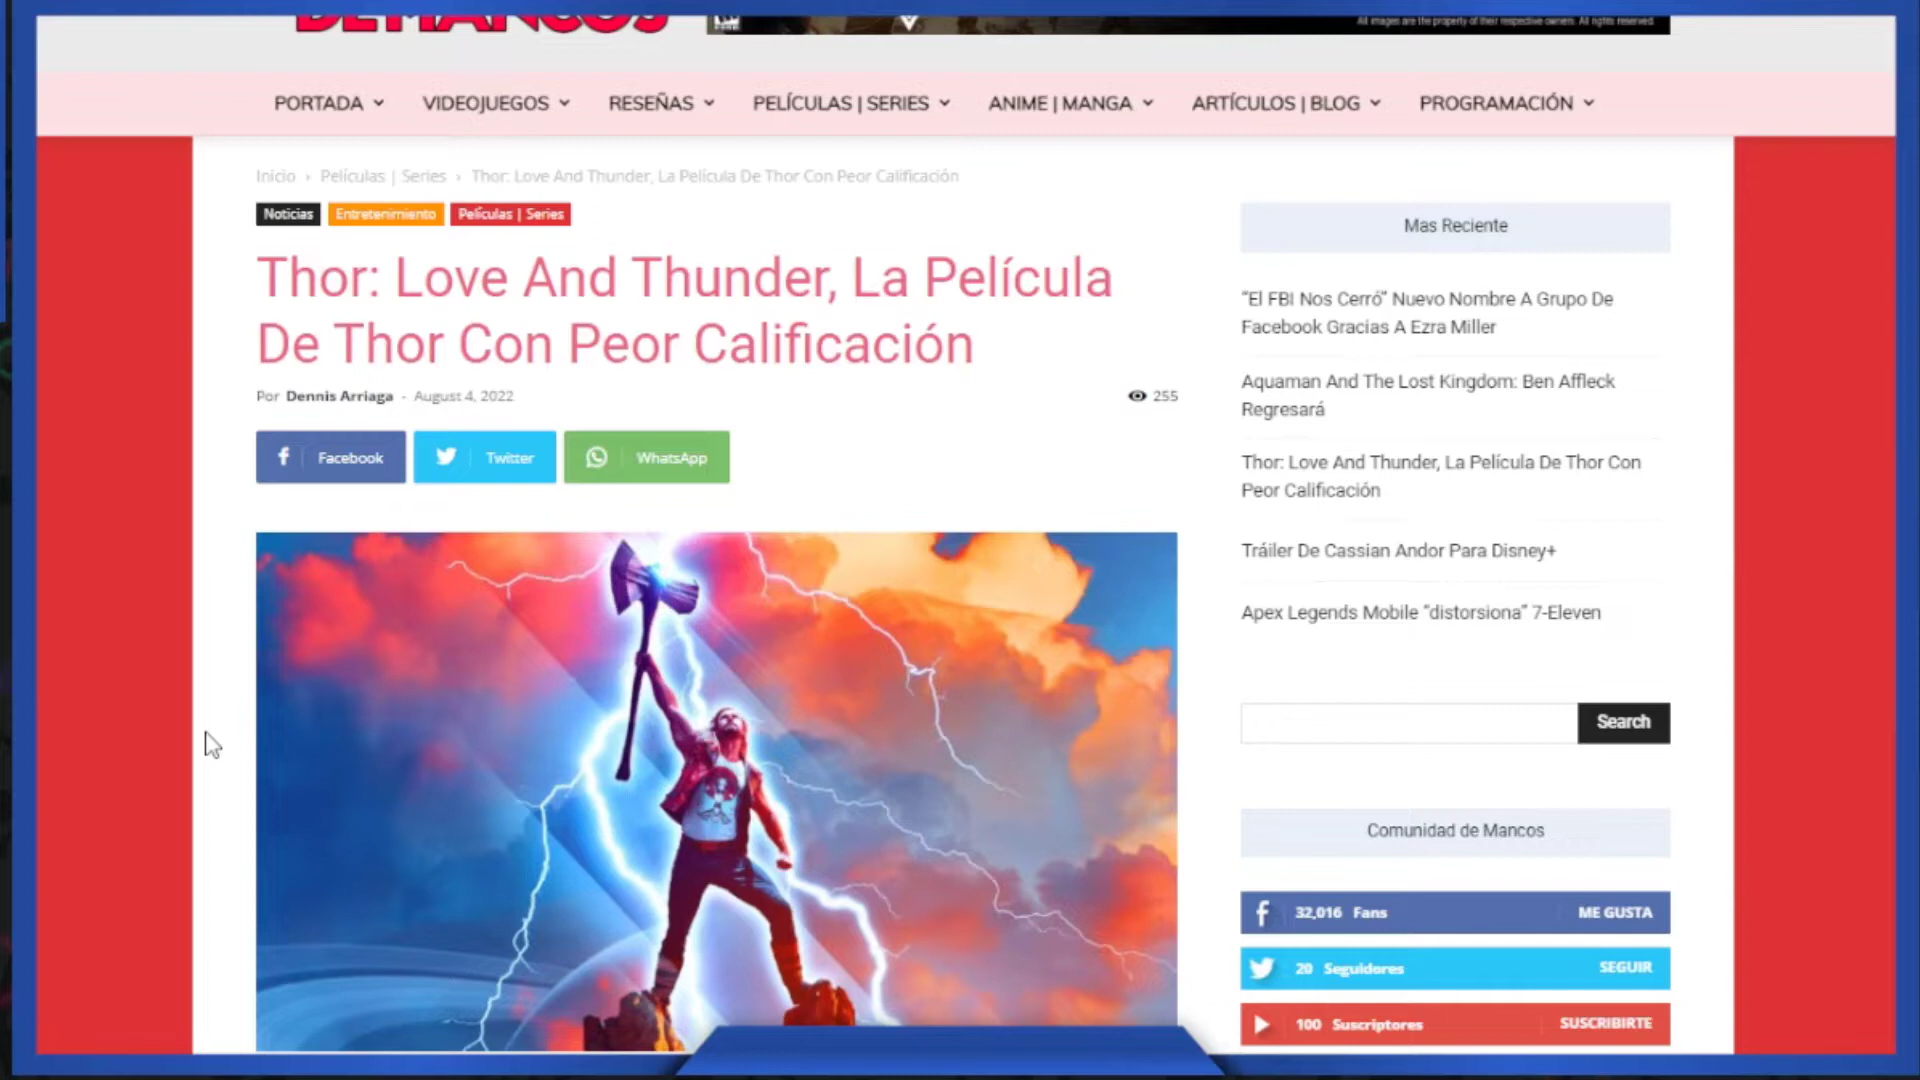 DEMANCOS
All images are the property of their respective owners. All rights reserved.
PORTADA
VIDEOJUEGOS
RESEÑAS
PELÍCULAS | SERIES
ANIME | MANGA
ARTÍCULOS | BLOG
PROGRAMACIÓN
Inicio › Películas | Series › Thor: Love And Thunder, La Película De Thor Con Peor Calificación
Noticias
Entretenimiento
Películas | Series
Thor: Love And Thunder, La Película
De Thor Con Peor Calificación
Por Dennis Arriaga - August 4, 2022
255
Facebook
Twitter
WhatsApp
Mas Reciente
“El FBI Nos Cerró” Nuevo Nombre A Grupo De
Facebook Gracias A Ezra Miller
Aquaman And The Lost Kingdom: Ben Affleck
Regresará
Thor: Love And Thunder, La Película De Thor Con
Peor Calificación
Tráiler De Cassian Andor Para Disney+
Apex Legends Mobile “distorsiona” 7-Eleven
Search
Comunidad de Mancos
32,016 Fans ME GUSTA
20 Seguidores SEGUIR
100 Suscriptores SUSCRIBIRTE